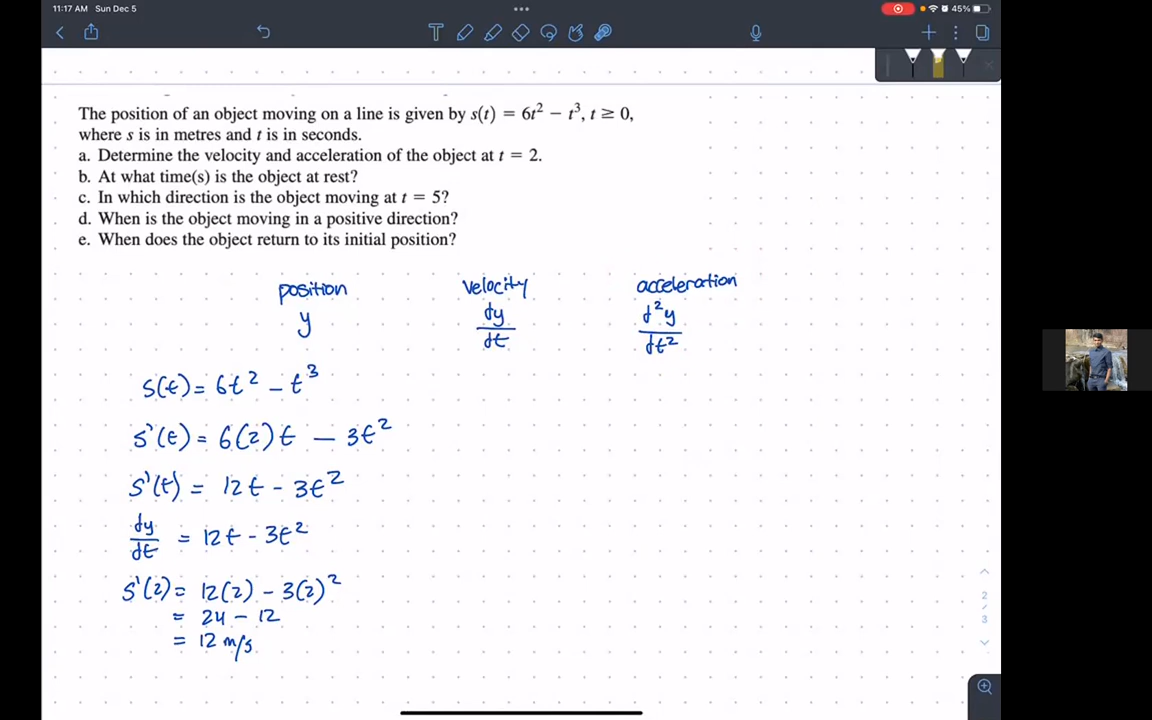 11:17 AM Sun Dec 5
45%
The position of an object moving on a line is given by s(t) = 6t² − t³, t ≥ 0,
where s is in metres and t is in seconds.
a. Determine the velocity and acceleration of the object at t = 2.
b. At what time(s) is the object at rest?
c. In which direction is the object moving at t = 5?
d. When is the object moving in a positive direction?
e. When does the object return to its initial position?
position velocity acceleration
y dy/dt d²y/dt²
s(t) = 6t² − t³
s'(t) = 6(2)t − 3t²
s'(t) = 12t − 3t²
dy/dt = 12t − 3t²
s'(2) = 12(2) − 3(2)²
= 24 − 12
= 12 m/s
2
/
3